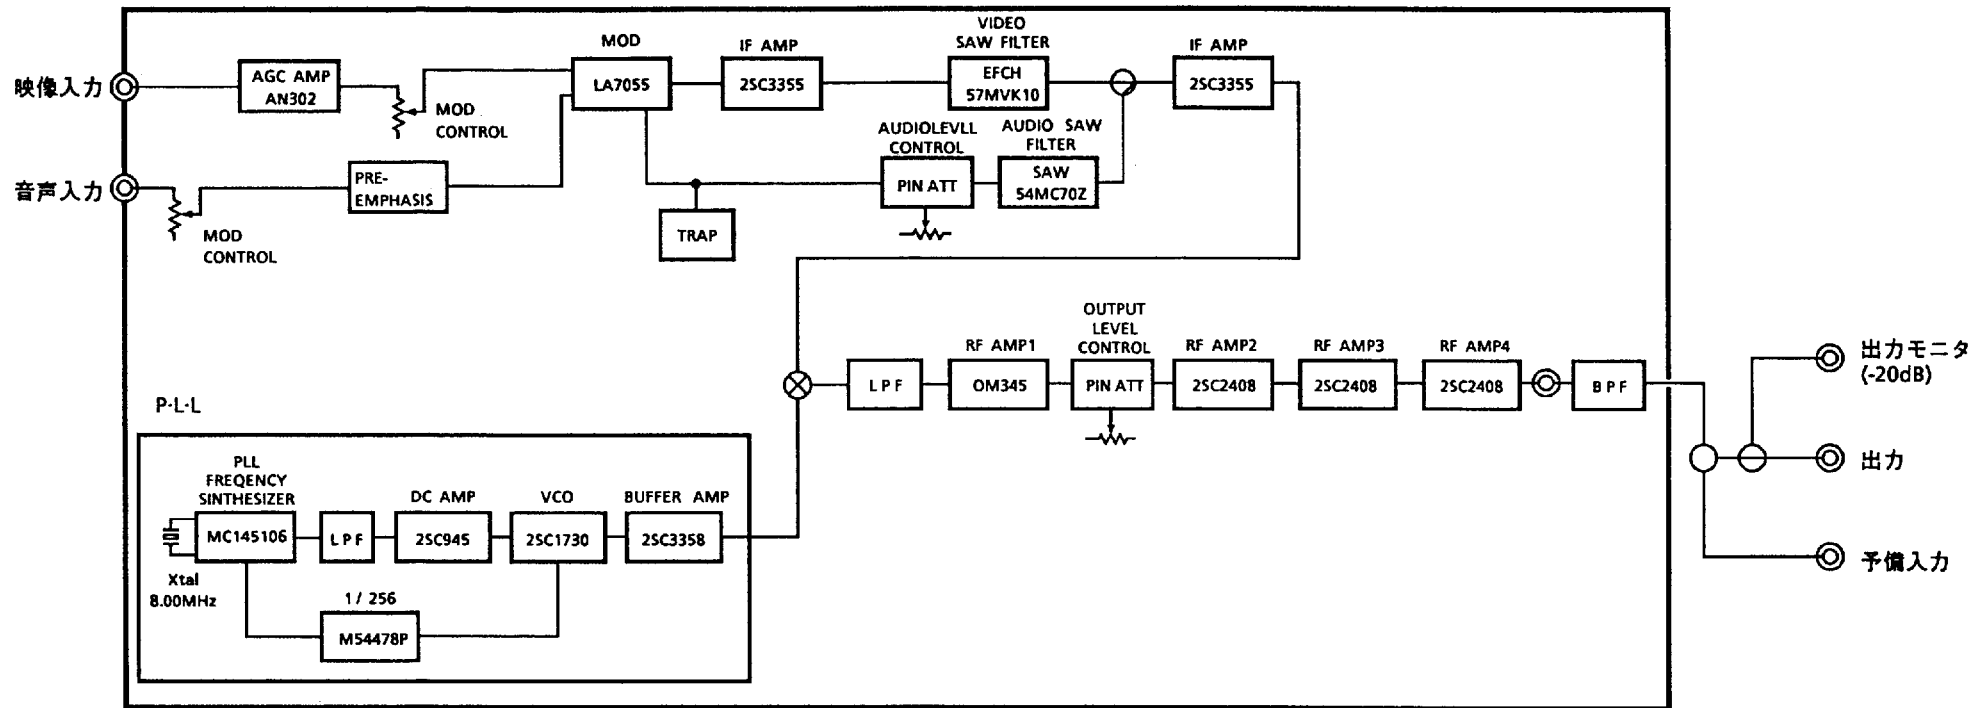 VIDEO
SAW FILTER
MOD
IF AMP
IF AMP
映像入力
AGC AMP
AN302
LA7055
2SC3355
EFCH
57MVK10
2SC3355
MOD
CONTROL
AUDIOLEVLL
CONTROL
AUDIO SAW
FILTER
音声入力
PRE-
EMPHASIS
PIN ATT
SAW
54MC70Z
MOD
CONTROL
TRAP
OUTPUT
LEVEL
CONTROL
RF AMP1
RF AMP2
RF AMP3
RF AMP4
LPF
OM345
PIN ATT
2SC2408
2SC2408
2SC2408
BPF
出力モニタ
(-20dB)
出力
予備入力
P·L·L
PLL
FREQENCY
SINTHESIZER
DC AMP
VCO
BUFFER AMP
MC145106
LPF
2SC945
2SC1730
2SC3358
Xtal
8.00MHz
1/256
M54478P